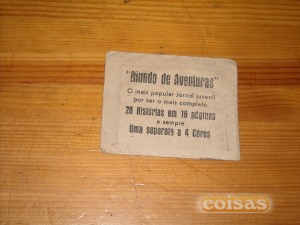 "Mundo de Aventuras"
O mais popular jornal juvenil
por ser o mais completo.
20 Histórias em 16 páginas
e sempre
Uma separata a 4 Côres
coisas